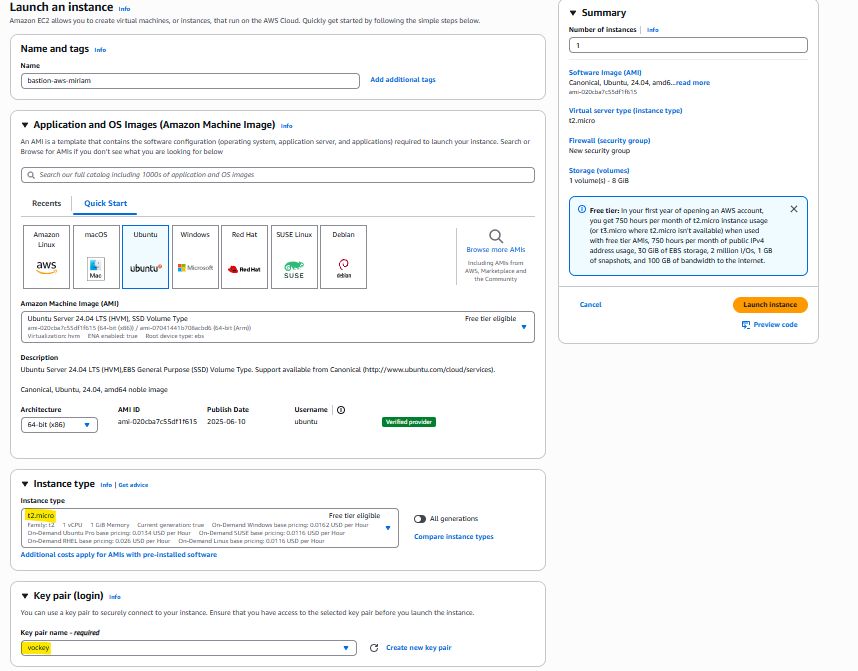 Launch an instance Info
Amazon EC2 allows you to create virtual machines, or instances, that run on the AWS Cloud. Quickly get started by following the simple steps below.
Name and tags Info
Name
bastion-aws-miriam
Add additional tags
Application and OS Images (Amazon Machine Image) Info
An AMI is a template that contains the software configuration (operating system, application server, and applications) required to launch your instance. Search or
Browse for AMIs if you don't see what you are looking for below
Search our full catalog including 1000s of application and OS images
Recents
Quick Start
Amazon
Linux
aws
macOS
Mac
Ubuntu
ubuntu
Windows
Microsoft
Red Hat
Red Hat
SUSE Linux
SUSE
Debian
debian
Browse more AMIs
Including AMIs from
AWS, Marketplace and
the Community
Amazon Machine Image (AMI)
Ubuntu Server 24.04 LTS (HVM), SSD Volume Type
Free tier eligible
ami-020cba7c55df1f615 (64-bit (x86)) / ami-07041441b708acbd6 (64-bit (Arm))
Virtualization: hvm ENA enabled: true Root device type: ebs
Description
Ubuntu Server 24.04 LTS (HVM),EBS General Purpose (SSD) Volume Type. Support available from Canonical (http://www.ubuntu.com/cloud/services).
Canonical, Ubuntu, 24.04, amd64 noble image
Architecture
64-bit (x86)
AMI ID
ami-020cba7c55df1f615
Publish Date
2025-06-10
Username
ubuntu
Verified provider
Instance type Info | Get advice
Instance type
t2.micro
Free tier eligible
Family: t2 1 vCPU 1 GiB Memory Current generation: true On-Demand Windows base pricing: 0.0162 USD per Hour
On-Demand Ubuntu Pro base pricing: 0.0134 USD per Hour On-Demand SUSE base pricing: 0.0116 USD per Hour
On-Demand RHEL base pricing: 0.026 USD per Hour On-Demand Linux base pricing: 0.0116 USD per Hour
All generations
Compare instance types
Additional costs apply for AMIs with pre-installed software
Key pair (login) Info
You can use a key pair to securely connect to your instance. Ensure that you have access to the selected key pair before you launch the instance.
Key pair name - required
vockey
Create new key pair
Summary
Number of instances | Info
1
Software Image (AMI)
Canonical, Ubuntu, 24.04, amd6...read more
ami-020cba7c55df1f615
Virtual server type (instance type)
t2.micro
Firewall (security group)
New security group
Storage (volumes)
1 volume(s) - 8 GiB
Free tier: In your first year of opening an AWS account,
you get 750 hours per month of t2.micro instance usage
(or t3.micro where t2.micro isn't available) when used
with free tier AMIs, 750 hours per month of public IPv4
address usage, 30 GiB of EBS storage, 2 million I/Os, 1 GB
of snapshots, and 100 GB of bandwidth to the internet.
Cancel
Launch instance
Preview code